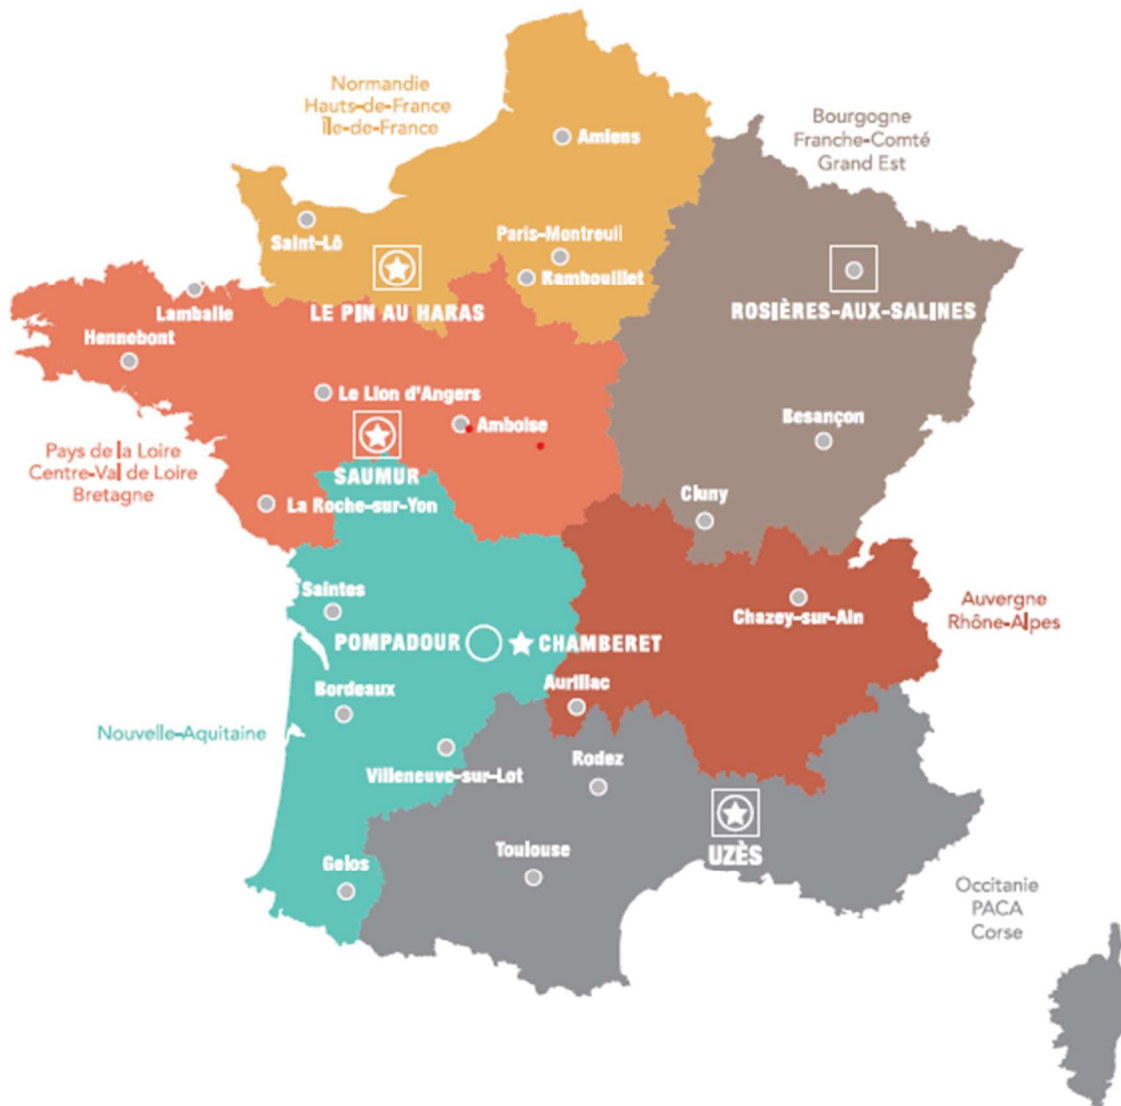 Normandie
Hauts-de-France
Île-de-France
Bourgogne
Franche-Comté
Grand Est
Amiens
Saint-Lô
Paris-Montreuil
Rambouillet
LE PIN AU HARAS
ROSIÈRES-AUX-SALINES
Lamballe
Hennebont
Le Lion d'Angers
Amboise
Besançon
Pays de la Loire
Centre-Val de Loire
Bretagne
SAUMUR
La Roche-sur-Yon
Cluny
Saintes
Chazey-sur-Ain
Auvergne
Rhône-Alpes
POMPADOUR
CHAMBERET
Aurillac
Bordeaux
Nouvelle-Aquitaine
Villeneuve-sur-Lot
Rodez
UZÈS
Toulouse
Gelos
Occitanie
PACA
Corse